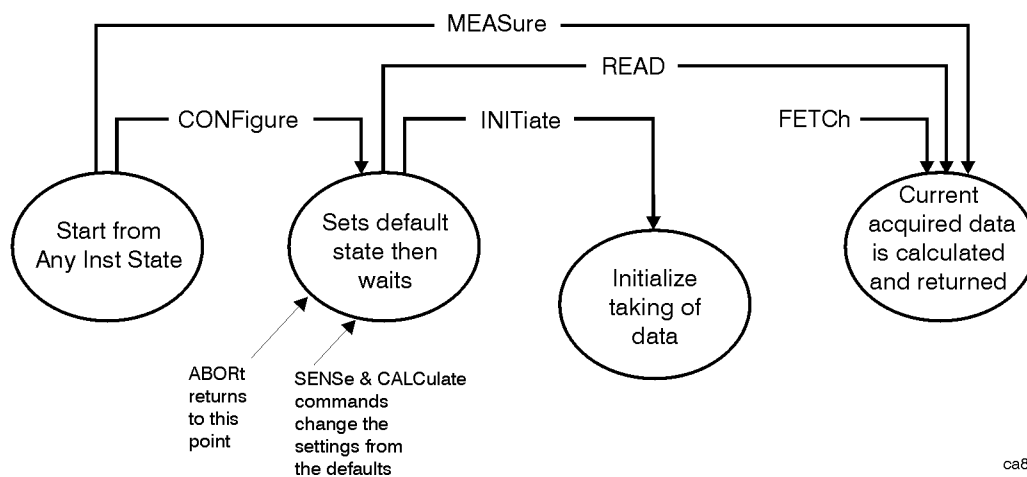 MEASure
READ
CONFigure
INITiate
FETCh
Start from
Any Inst State
Sets default
state then
waits
Initialize
taking of
data
Current
acquired data
is calculated
and returned
ABORt
returns
to this
point
SENSe & CALCulate
commands
change the
settings from
the defaults
ca8